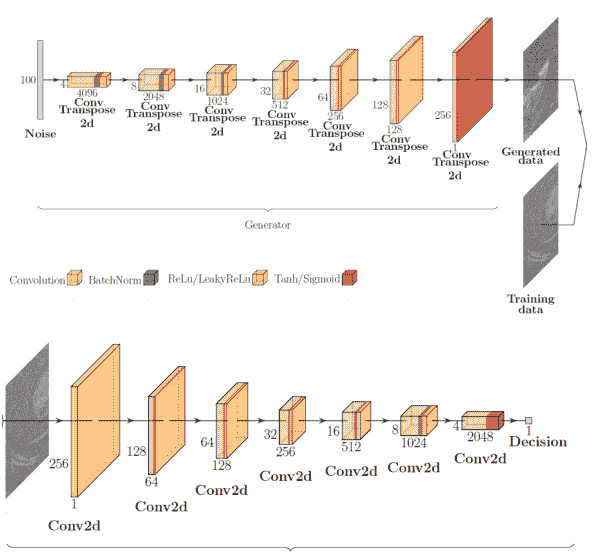 100
Noise
4
4096
Conv
Transpose
2d
8
2048
Conv
Transpose
2d
16
1024
Conv
Transpose
2d
32
512
Conv
Transpose
2d
64
256
Conv
Transpose
2d
128
128
Conv
Transpose
2d
256
1
Conv
Transpose
2d
Generated
data
Generator
Convolution
BatchNorm
ReLu/LeakyReLu
Tanh/Sigmoid
Training
data
256
1
Conv2d
128
64
Conv2d
64
128
Conv2d
32
256
Conv2d
16
512
Conv2d
8
1024
Conv2d
4
2048
Conv2d
1
Decision